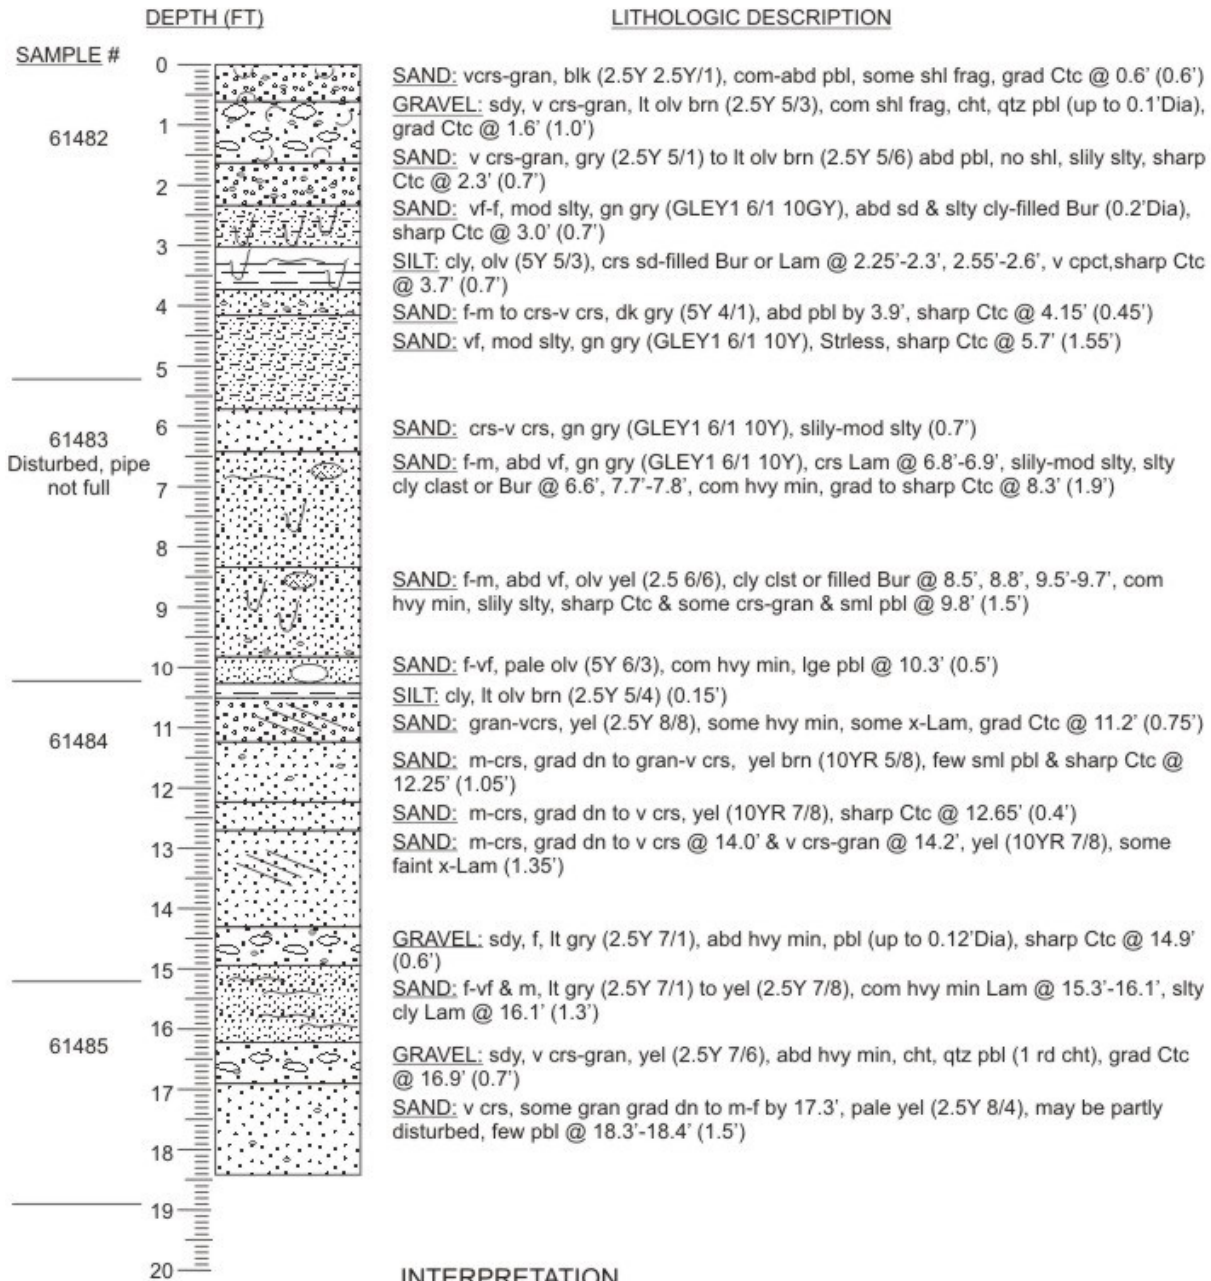 DEPTH (FT)
LITHOLOGIC DESCRIPTION
SAMPLE #
0
SAND: vcrs-gran, blk (2.5Y 2.5Y/1), com-abd pbl, some shl frag, grad Ctc @ 0.6' (0.6')
GRAVEL: sdy, v crs-gran, lt olv brn (2.5Y 5/3), com shl frag, cht, qtz pbl (up to 0.1'Dia),
grad Ctc @ 1.6' (1.0')
1
61482
SAND: v crs-gran, gry (2.5Y 5/1) to lt olv brn (2.5Y 5/6) abd pbl, no shl, slily slty, sharp
Ctc @ 2.3' (0.7')
2
SAND: vf-f, mod slty, gn gry (GLEY1 6/1 10GY), abd sd & slty cly-filled Bur (0.2'Dia),
sharp Ctc @ 3.0' (0.7')
3
SILT: cly, olv (5Y 5/3), crs sd-filled Bur or Lam @ 2.25'-2.3', 2.55'-2.6', v cpct,sharp Ctc
@ 3.7' (0.7')
4
SAND: f-m to crs-v crs, dk gry (5Y 4/1), abd pbl by 3.9', sharp Ctc @ 4.15' (0.45')
SAND: vf, mod slty, gn gry (GLEY1 6/1 10Y), Strless, sharp Ctc @ 5.7' (1.55')
5
6
61483
Disturbed, pipe
not full
SAND: crs-v crs, gn gry (GLEY1 6/1 10Y), slily-mod slty (0.7')
SAND: f-m, abd vf, gn gry (GLEY1 6/1 10Y), crs Lam @ 6.8'-6.9', slily-mod slty, slty
cly clast or Bur @ 6.6', 7.7'-7.8', com hvy min, grad to sharp Ctc @ 8.3' (1.9')
7
8
SAND: f-m, abd vf, olv yel (2.5 6/6), cly clst or filled Bur @ 8.5', 8.8', 9.5'-9.7', com
hvy min, slily slty, sharp Ctc & some crs-gran & sml pbl @ 9.8' (1.5')
9
10
SAND: f-vf, pale olv (5Y 6/3), com hvy min, lge pbl @ 10.3' (0.5')
SILT: cly, lt olv brn (2.5Y 5/4) (0.15')
SAND: gran-vcrs, yel (2.5Y 8/8), some hvy min, some x-Lam, grad Ctc @ 11.2' (0.75')
11
61484
SAND: m-crs, grad dn to gran-v crs, yel brn (10YR 5/8), few sml pbl & sharp Ctc @
12.25' (1.05')
12
SAND: m-crs, grad dn to v crs, yel (10YR 7/8), sharp Ctc @ 12.65' (0.4')
SAND: m-crs, grad dn to v crs @ 14.0' & v crs-gran @ 14.2', yel (10YR 7/8), some
faint x-Lam (1.35')
13
14
GRAVEL: sdy, f, lt gry (2.5Y 7/1), abd hvy min, pbl (up to 0.12'Dia), sharp Ctc @ 14.9'
(0.6')
15
SAND: f-vf & m, lt gry (2.5Y 7/1) to yel (2.5Y 7/8), com hvy min Lam @ 15.3'-16.1', slty
cly Lam @ 16.1' (1.3')
16
61485
GRAVEL: sdy, v crs-gran, yel (2.5Y 7/6), abd hvy min, cht, qtz pbl (1 rd cht), grad Ctc
@ 16.9' (0.7')
17
SAND: v crs, some gran grad dn to m-f by 17.3', pale yel (2.5Y 8/4), may be partly
disturbed, few pbl @ 18.3'-18.4' (1.5')
18
19
20
INTERPRETATION